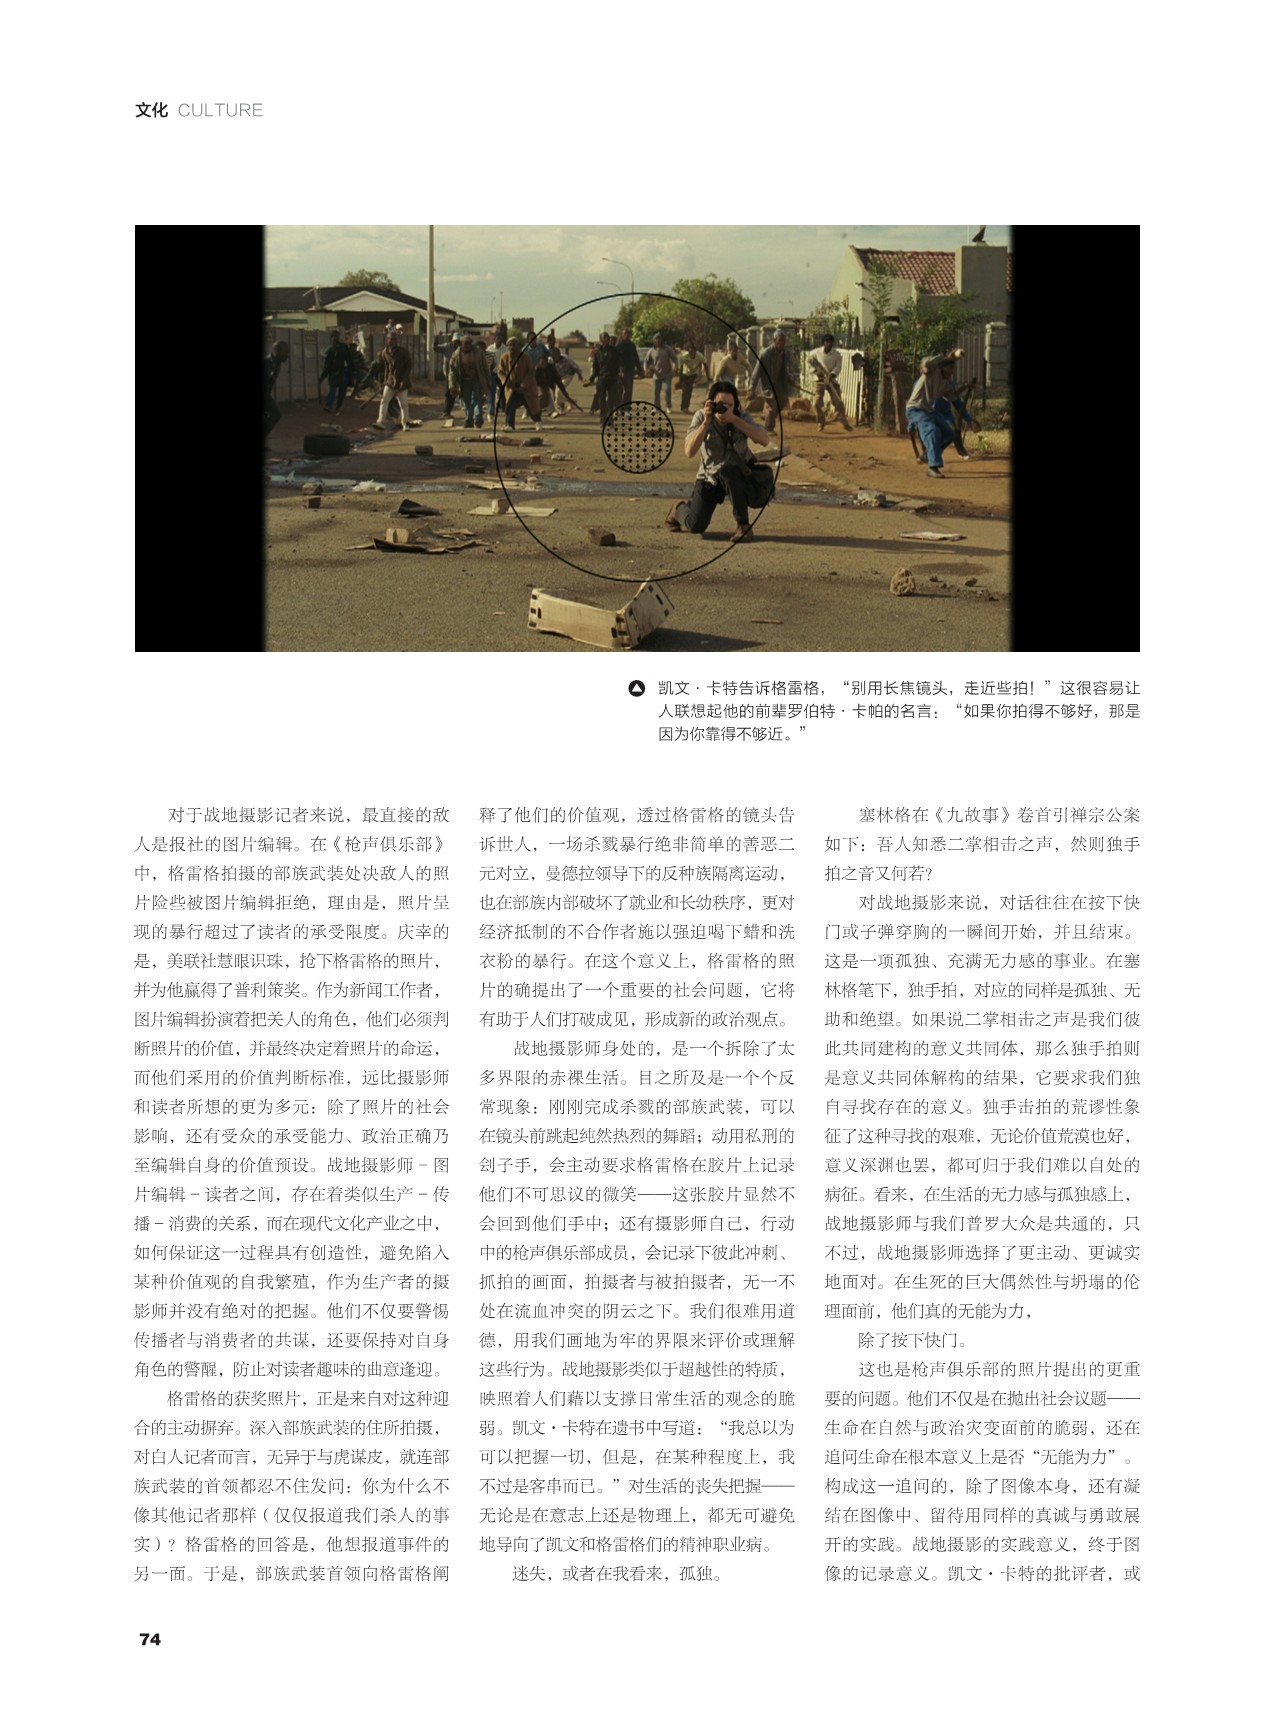 文化 CULTURE
凯文·卡特告诉格雷格，“别用长焦镜头，走近些拍！”这很容易让
人联想起他的前辈罗伯特·卡帕的名言：“如果你拍得不够好，那是
因为你靠得不够近。”
对于战地摄影记者来说，最直接的敌
人是报社的图片编辑。在《枪声俱乐部》
中，格雷格拍摄的部族武装处决敌人的照
片险些被图片编辑拒绝，理由是，照片呈
现的暴行超过了读者的承受限度。庆幸的
是，美联社慧眼识珠，抢下格雷格的照片，
并为他赢得了普利策奖。作为新闻工作者，
图片编辑扮演着把关人的角色，他们必须判
断照片的价值，并最终决定着照片的命运，
而他们采用的价值判断标准，远比摄影师
和读者所想的更为多元：除了照片的社会
影响，还有受众的承受能力、政治正确乃
至编辑自身的价值预设。战地摄影师－图
片编辑－读者之间，存在着类似生产－传
播－消费的关系，而在现代文化产业之中，
如何保证这一过程具有创造性，避免陷入
某种价值观的自我繁殖，作为生产者的摄
影师并没有绝对的把握。他们不仅要警惕
传播者与消费者的共谋，还要保持对自身
角色的警醒，防止对读者趣味的曲意逢迎。
格雷格的获奖照片，正是来自对这种迎
合的主动摒弃。深入部族武装的住所拍摄，
对白人记者而言，无异于与虎谋皮，就连部
族武装的首领都忍不住发问：你为什么不
像其他记者那样（仅仅报道我们杀人的事
实）？格雷格的回答是，他想报道事件的
另一面。于是，部族武装首领向格雷格阐
释了他们的价值观，透过格雷格的镜头告
诉世人，一场杀戮暴行绝非简单的善恶二
元对立，曼德拉领导下的反种族隔离运动，
也在部族内部破坏了就业和长幼秩序，更对
经济抵制的不合作者施以强迫喝下蜡和洗
衣粉的暴行。在这个意义上，格雷格的照
片的确提出了一个重要的社会问题，它将
有助于人们打破成见，形成新的政治观点。
战地摄影师身处的，是一个拆除了太
多界限的赤裸生活。目之所及是一个个反
常现象：刚刚完成杀戮的部族武装，可以
在镜头前跳起纯然热烈的舞蹈；动用私刑的
刽子手，会主动要求格雷格在胶片上记录
他们不可思议的微笑——这张胶片显然不
会回到他们手中；还有摄影师自己，行动
中的枪声俱乐部成员，会记录下彼此冲刺、
抓拍的画面，拍摄者与被拍摄者，无一不
处在流血冲突的阴云之下。我们很难用道
德，用我们画地为牢的界限来评价或理解
这些行为。战地摄影类似于超越性的特质，
映照着人们藉以支撑日常生活的观念的脆
弱。凯文·卡特在遗书中写道：“我总以为
可以把握一切，但是，在某种程度上，我
不过是客串而已。”对生活的丧失把握——
无论是在意志上还是物理上，都无可避免
地导向了凯文和格雷格们的精神职业病。
迷失，或者在我看来，孤独。
塞林格在《九故事》卷首引禅宗公案
如下：吾人知悉二掌相击之声，然则独手
拍之音又何若？
对战地摄影来说，对话往往在按下快
门或子弹穿胸的一瞬间开始，并且结束。
这是一项孤独、充满无力感的事业。在塞
林格笔下，独手拍，对应的同样是孤独、无
助和绝望。如果说二掌相击之声是我们彼
此共同建构的意义共同体，那么独手拍则
是意义共同体解构的结果，它要求我们独
自寻找存在的意义。独手击拍的荒谬性象
征了这种寻找的艰难，无论价值荒漠也好，
意义深渊也罢，都可归于我们难以自处的
病征。看来，在生活的无力感与孤独感上，
战地摄影师与我们普罗大众是共通的，只
不过，战地摄影师选择了更主动、更诚实
地面对。在生死的巨大偶然性与坍塌的伦
理面前，他们真的无能为力，
除了按下快门。
这也是枪声俱乐部的照片提出的更重
要的问题。他们不仅是在抛出社会议题——
生命在自然与政治灾变面前的脆弱，还在
追问生命在根本意义上是否“无能为力”。
构成这一追问的，除了图像本身，还有凝
结在图像中、留待用同样的真诚与勇敢展
开的实践。战地摄影的实践意义，终于图
像的记录意义。凯文·卡特的批评者，或
74